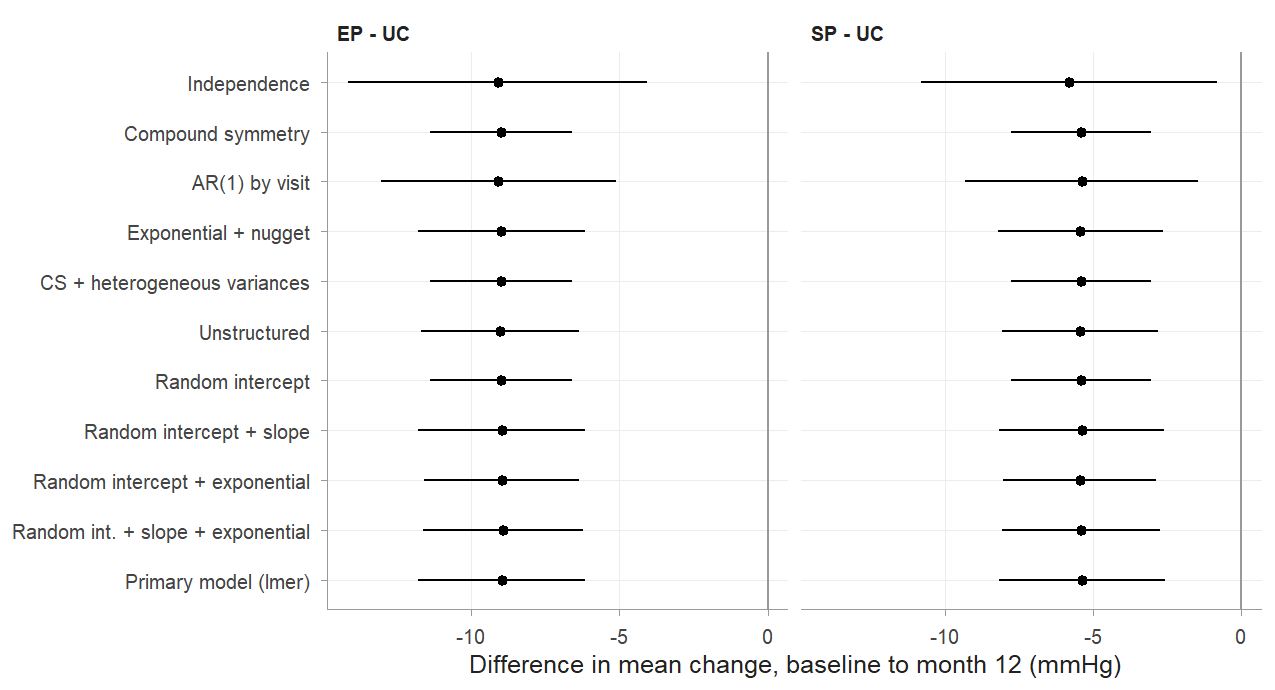 EP - UC
SP - UC
Independence
Compound symmetry
AR(1) by visit
Exponential + nugget
CS + heterogeneous variances
Unstructured
Random intercept
Random intercept + slope
Random intercept + exponential
Random int. + slope + exponential
Primary model (lmer)
-10 -5 0 -10 -5 0
Difference in mean change, baseline to month 12 (mmHg)